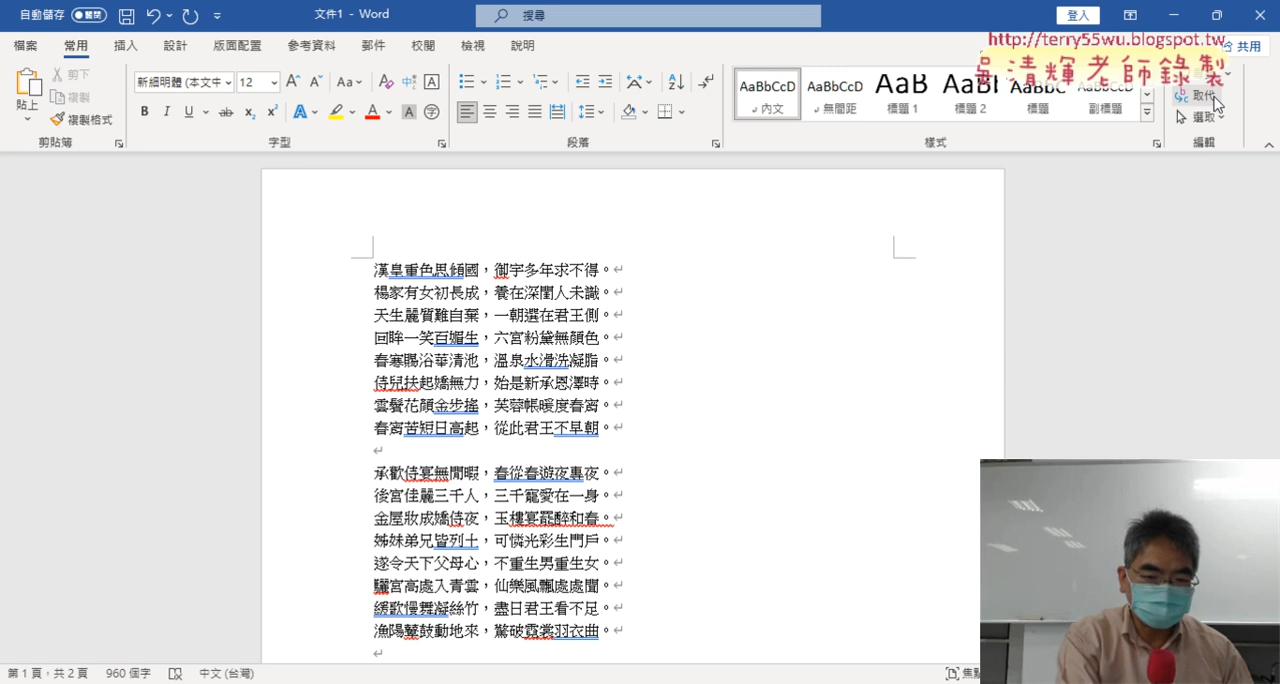 自動儲存 關閉 文件1 - Word 搜尋 登入
檔案 常用 插入 設計 版面配置 參考資料 郵件 校閱 檢視 說明 共用
http://terry55wu.blogspot.tw
吳清輝老師錄製
貼上 剪下 複製 複製格式
新細明體 (本文中 12
AaBbCcD AaBbCcD AaB AaBl AaBbC AaBbCcD
內文 無間距 標題 1 標題 2 標題 副標題
取代
選取
剪貼簿 字型 段落 樣式 編輯
漢皇重色思傾國，御宇多年求不得。
楊家有女初長成，養在深閨人未識。
天生麗質難自棄，一朝選在君王側。
回眸一笑百媚生，六宮粉黛無顏色。
春寒賜浴華清池，溫泉水滑洗凝脂。
侍兒扶起嬌無力，始是新承恩澤時。
雲鬢花顏金步搖，芙蓉帳暖度春宵。
春宵苦短日高起，從此君王不早朝。
承歡侍宴無閒暇，春從春遊夜專夜。
後宮佳麗三千人，三千寵愛在一身。
金屋妝成嬌侍夜，玉樓宴罷醉和春。
姊妹弟兄皆列土，可憐光彩生門戶。
遂令天下父母心，不重生男重生女。
驪宮高處入青雲，仙樂風飄處處聞。
緩歌慢舞凝絲竹，盡日君王看不足。
漁陽鼙鼓動地來，驚破霓裳羽衣曲。
第 1 頁，共 2 頁 960 個字 中文 (台灣) 焦點